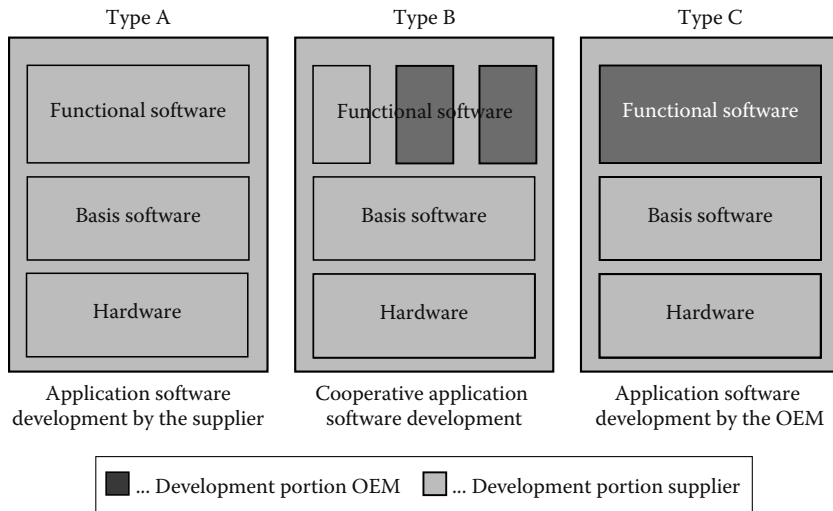 Type A
Type B
Type C
Functional software
Functional software
Functional software
Basis software
Basis software
Basis software
Hardware
Hardware
Hardware
Application software
development by the supplier
Cooperative application
software development
Application software
development by the OEM
... Development portion OEM
... Development portion supplier